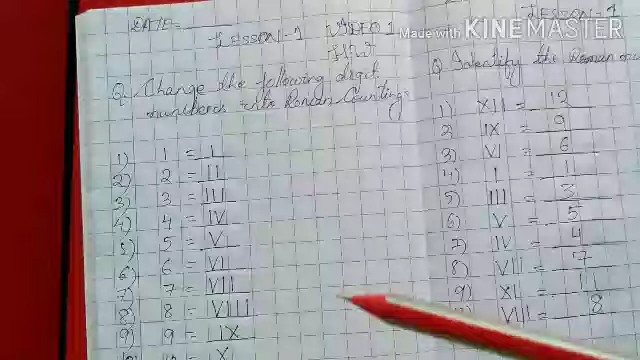 DATE=
LESSON-1 VIDEO 1
HW
Q. Change the following digit
numbers into Roman Counting:
1) 1 = I
2) 2 = II
3) 3 = III
4) 4 = IV
5) 5 = V
6) 6 = VI
7) 7 = VII
8) 8 = VIII
9) 9 = IX
10) 10 = X
LESSON-1
Q. Identify the Roman
1) XII = 12
2 IX = 9
3) VI = 6
4) I = 1
5) III = 3
6) V = 5
7) IV = 4
8) VII = 7
9) XI = 11
VIII = 8
Made with KINEMASTER